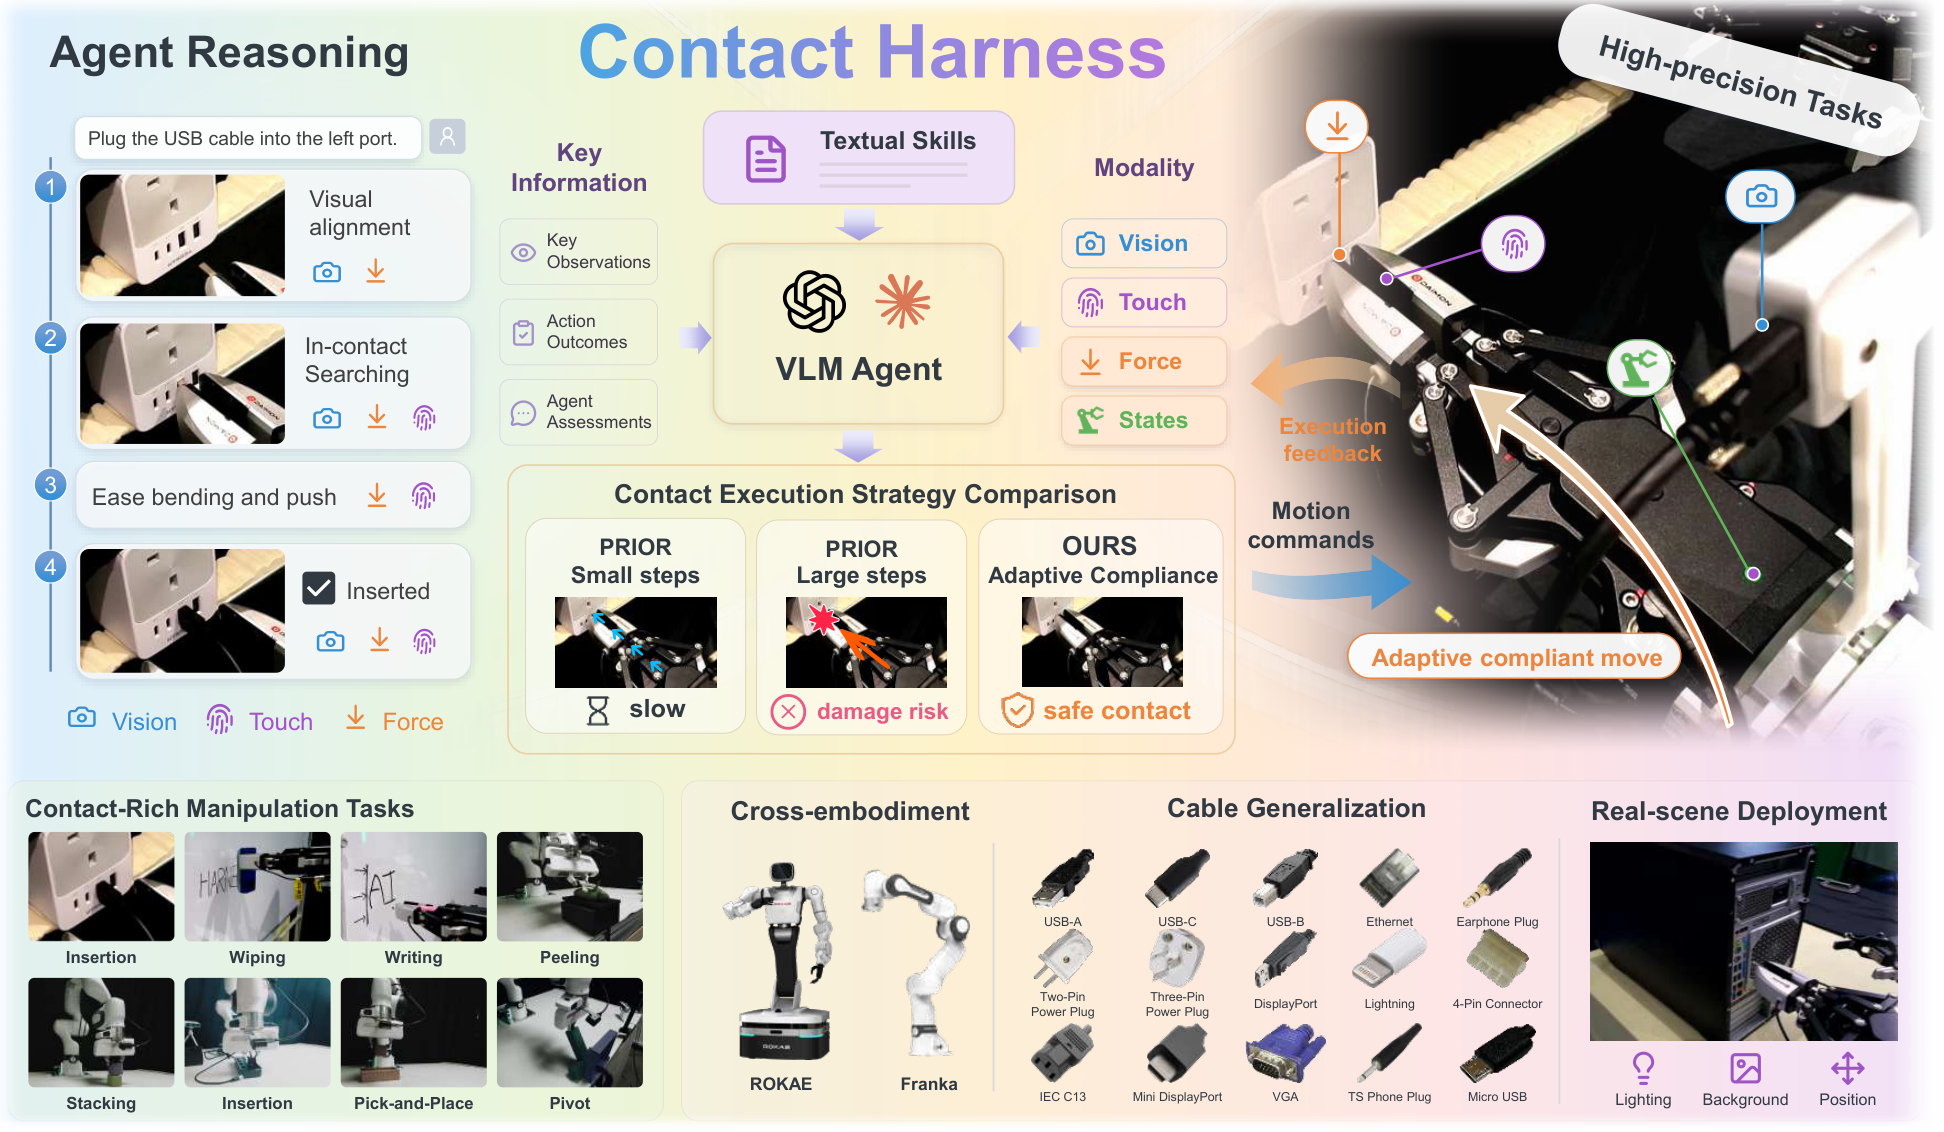 Agent Reasoning
Contact Harness
High-precision Tasks
Plug the USB cable into the left port.
1
Visual
alignment
2
In-contact
Searching
3
Ease bending and push
4
Inserted
Vision
Touch
Force
Key
Information
Key
Observations
Action
Outcomes
Agent
Assessments
Textual Skills
VLM Agent
Modality
Vision
Touch
Force
States
Contact Execution Strategy Comparison
PRIOR
Small steps
slow
PRIOR
Large steps
damage risk
OURS
Adaptive Compliance
safe contact
Execution
feedback
Motion
commands
DAIMON
Adaptive compliant move
Contact-Rich Manipulation Tasks
Insertion
Wiping
Writing
AI
Peeling
Stacking
Insertion
Pick-and-Place
Pivot
Cross-embodiment
ROKAE
ROKAE
Franka
Cable Generalization
USB-A
USB-C
USB-B
Ethernet
Earphone Plug
Two-Pin
Power Plug
Three-Pin
Power Plug
DisplayPort
Lightning
4-Pin Connector
IEC C13
Mini DisplayPort
VGA
TS Phone Plug
Micro USB
Real-scene Deployment
Lighting
Background
Position